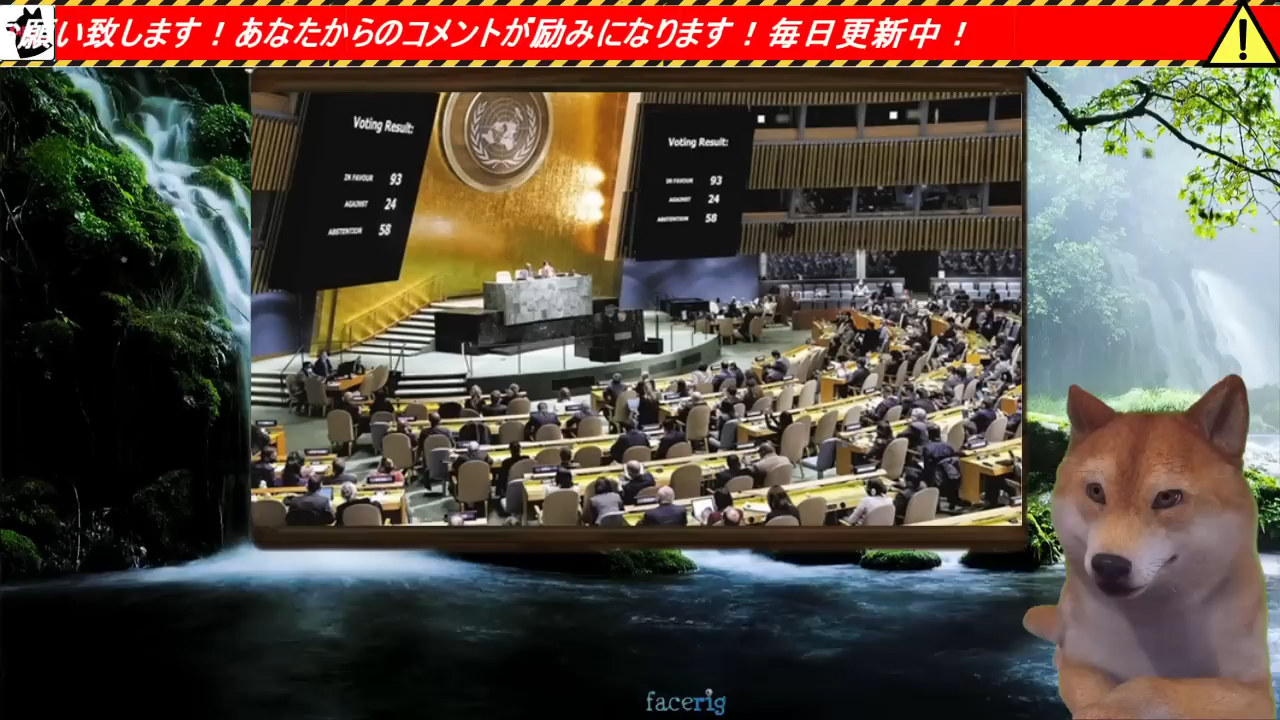 願い致します！あなたからのコメントが励みになります！毎日更新中！
Voting Result:
IN FAVOUR 93
AGAINST 24
ABSTENTION 58
Voting Result:
IN FAVOUR 93
AGAINST 24
ABSTENTION 58
facerig